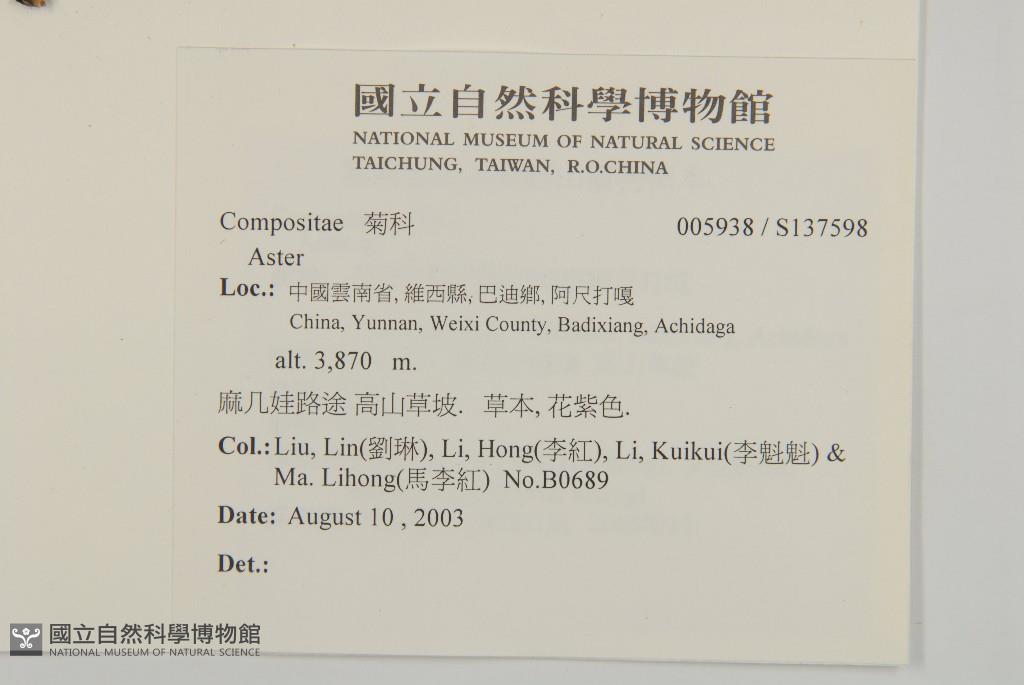 國立自然科學博物館
NATIONAL MUSEUM OF NATURAL SCIENCE
TAICHUNG, TAIWAN, R.O.CHINA
Compositae 菊科 005938 / S137598
Aster
Loc.: 中國雲南省, 維西縣, 巴迪鄉, 阿尺打嘎
China, Yunnan, Weixi County, Badixiang, Achidaga
alt. 3,870 m.
麻几娃路途 高山草坡. 草本, 花紫色.
Col.: Liu, Lin(劉琳), Li, Hong(李紅), Li, Kuikui(李魁魁) &
Ma. Lihong(馬李紅) No.B0689
Date: August 10 , 2003
Det.:
國立自然科學博物館
NATIONAL MUSEUM OF NATURAL SCIENCE